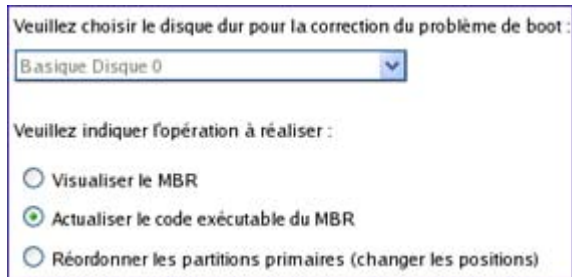 Veuillez choisir le disque dur pour la correction du problème de boot :
Basique Disque 0
Veuillez indiquer l'opération à réaliser :
Visualiser le MBR
Actualiser le code exécutable du MBR
Réordonner les partitions primaires (changer les positions)